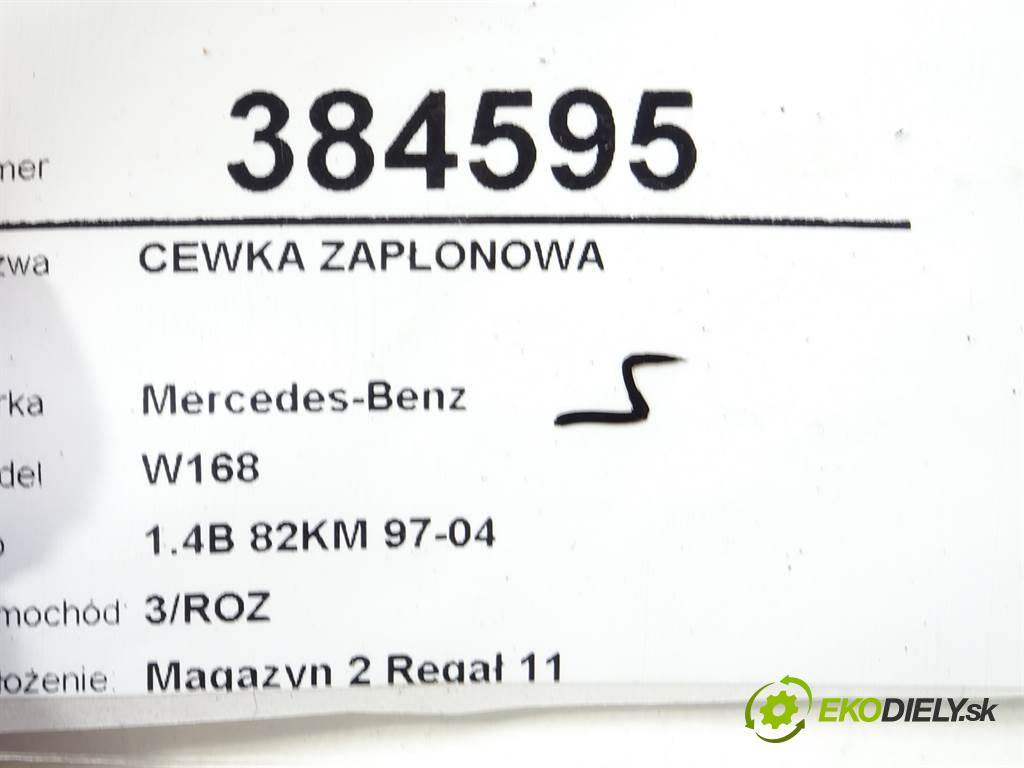 mer 384595
zwa CEWKA ZAPŁONOWA
rka Mercedes-Benz
del W168
1.4B 82KM 97-04
mochód 3/ROZ
łożenie: Magazyn 2 Regał 11
EKODIELY.sk